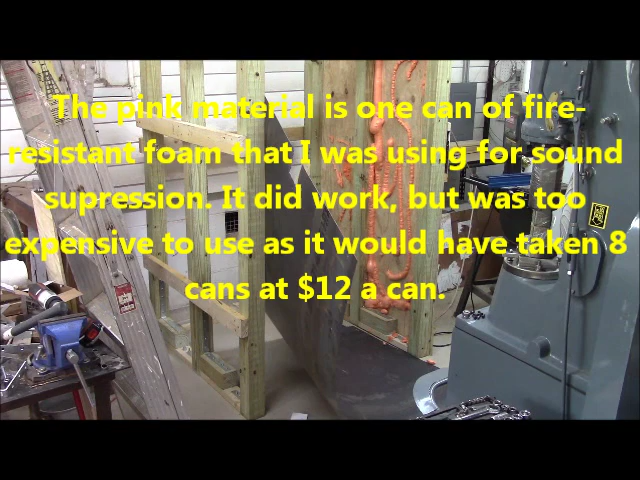 The pink material is one can of fire-
resistant foam that I was using for sound
supression. It did work, but was too
expensive to use as it would have taken 8
cans at $12 a can.